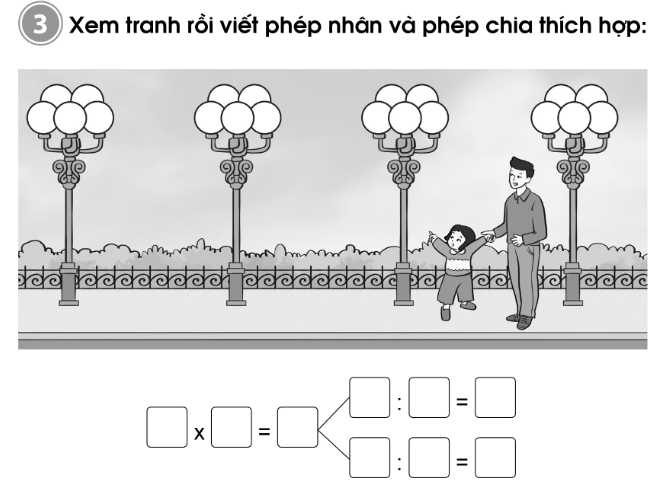 3 Xem tranh rồi viết phép nhân và phép chia thích hợp:
: =
x =
: =